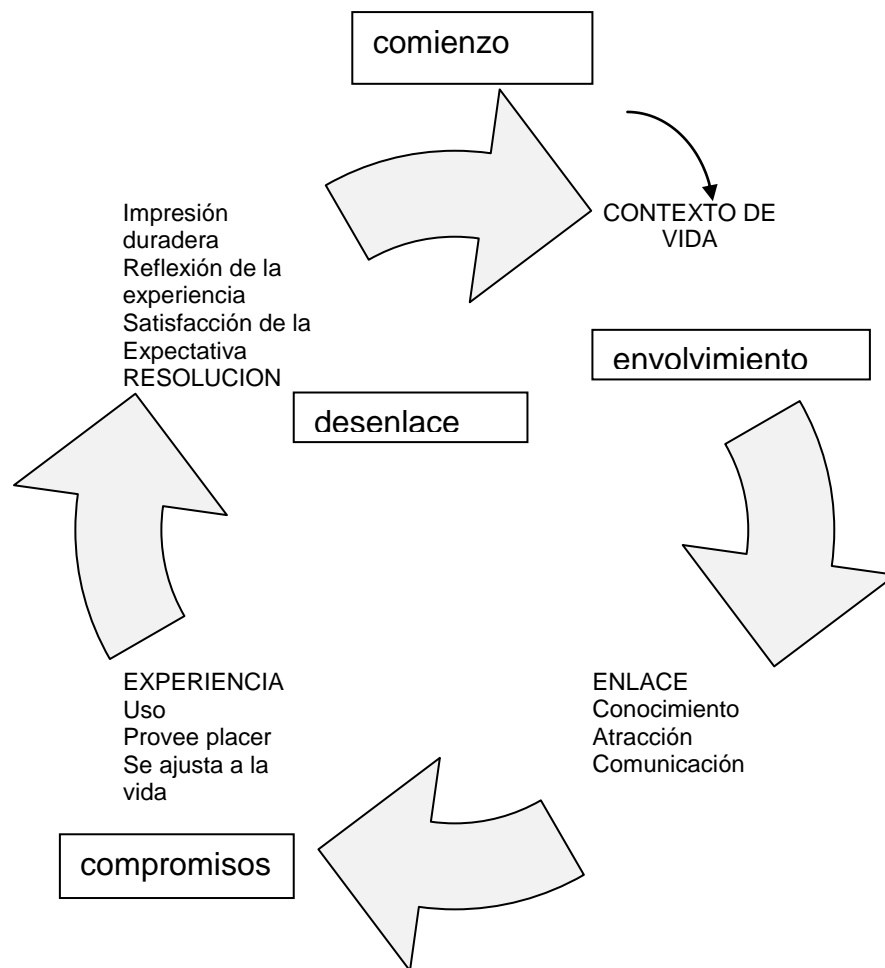 comienzo
CONTEXTO DE
VIDA
Impresión
duradera
Reflexión de la
experiencia
Satisfacción de la
Expectativa
RESOLUCION
envolvimiento
desenlace
EXPERIENCIA
Uso
Provee placer
Se ajusta a la
vida
ENLACE
Conocimiento
Atracción
Comunicación
compromisos